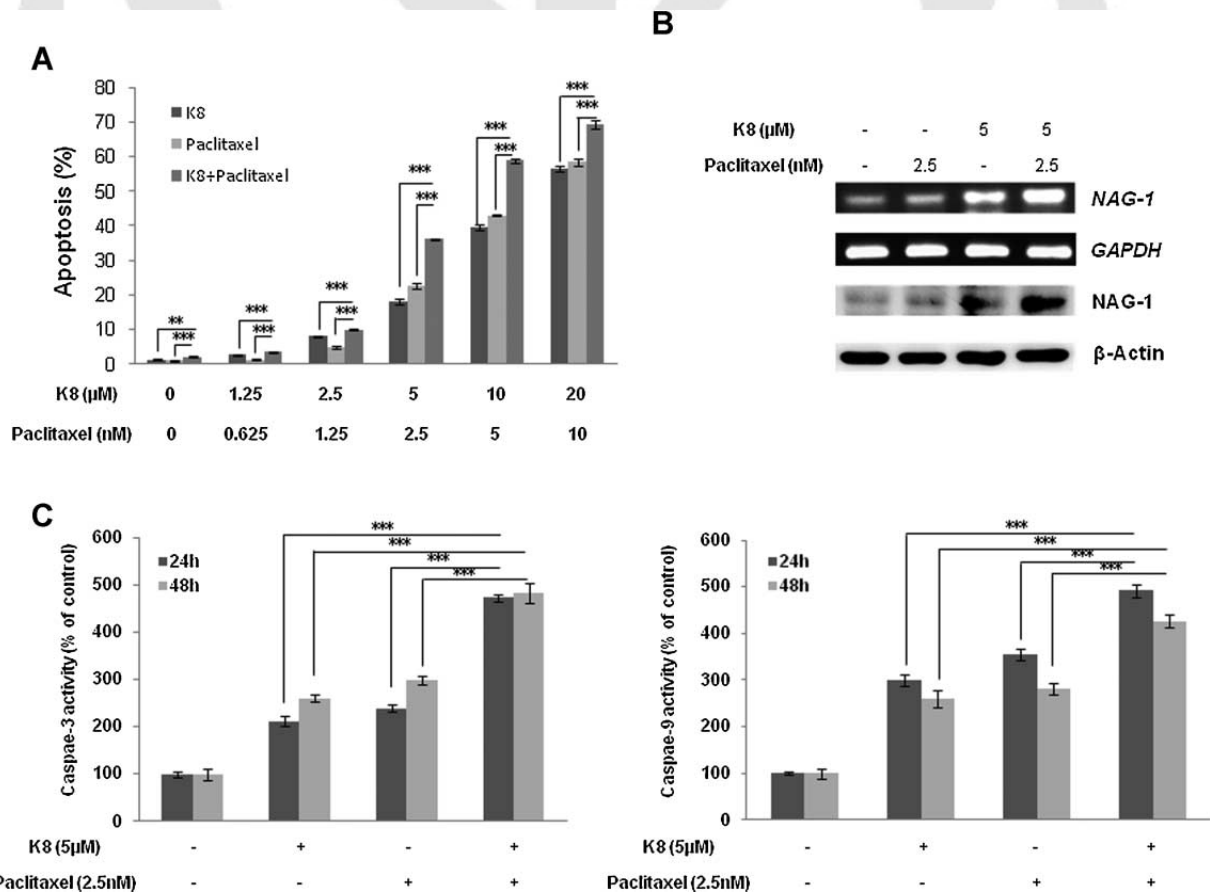 A
80
70
60
50
40
30
20
10
0
Apoptosis (%)
K8
Paclitaxel
K8+Paclitaxel
** *** *** *** *** *** *** *** *** *** *** ***
K8 (µM) 0 1.25 2.5 5 10 20
Paclitaxel (nM) 0 0.625 1.25 2.5 5 10
B
K8 (µM) - - 5 5
Paclitaxel (nM) - 2.5 - 2.5
NAG-1
GAPDH
NAG-1
β-Actin
C
600
500
400
300
200
100
0
Caspae-3 activity (% of control)
24h
48h
***
***
***
***
K8 (5µM) - + - +
Paclitaxel (2.5nM) - - + +
600
500
400
300
200
100
0
Caspae-9 activity (% of control)
24h
48h
***
***
***
***
K8 (5µM) - + - +
Paclitaxel (2.5nM) - - + +